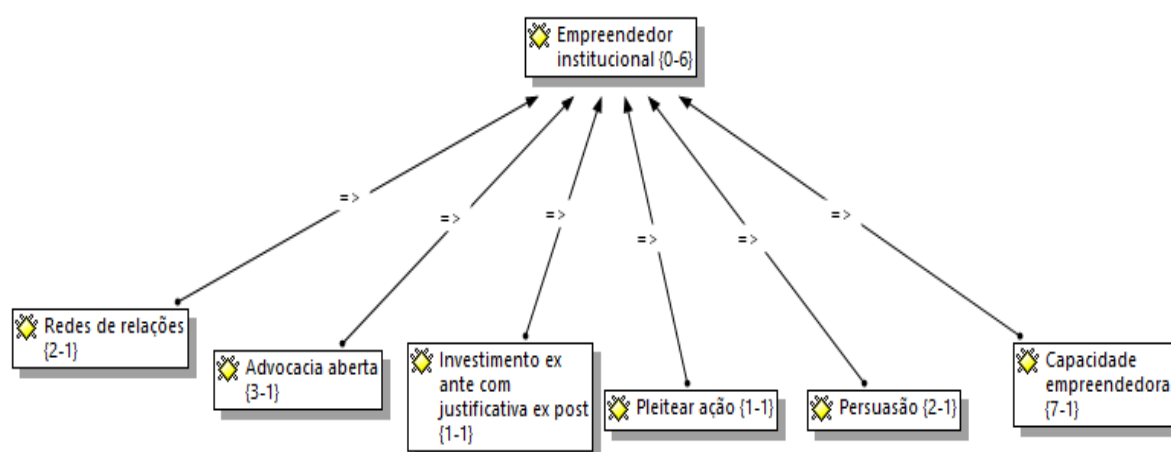 Empreendedor
institucional {0-6}
=>
=>
=>
=>
=>
=>
Redes de relações
{2-1}
Advocacia aberta
{3-1}
Investimento ex
ante com
justificativa ex post
{1-1}
Pleitear ação {1-1}
Persuasão {2-1}
Capacidade
empreendedora
{7-1}